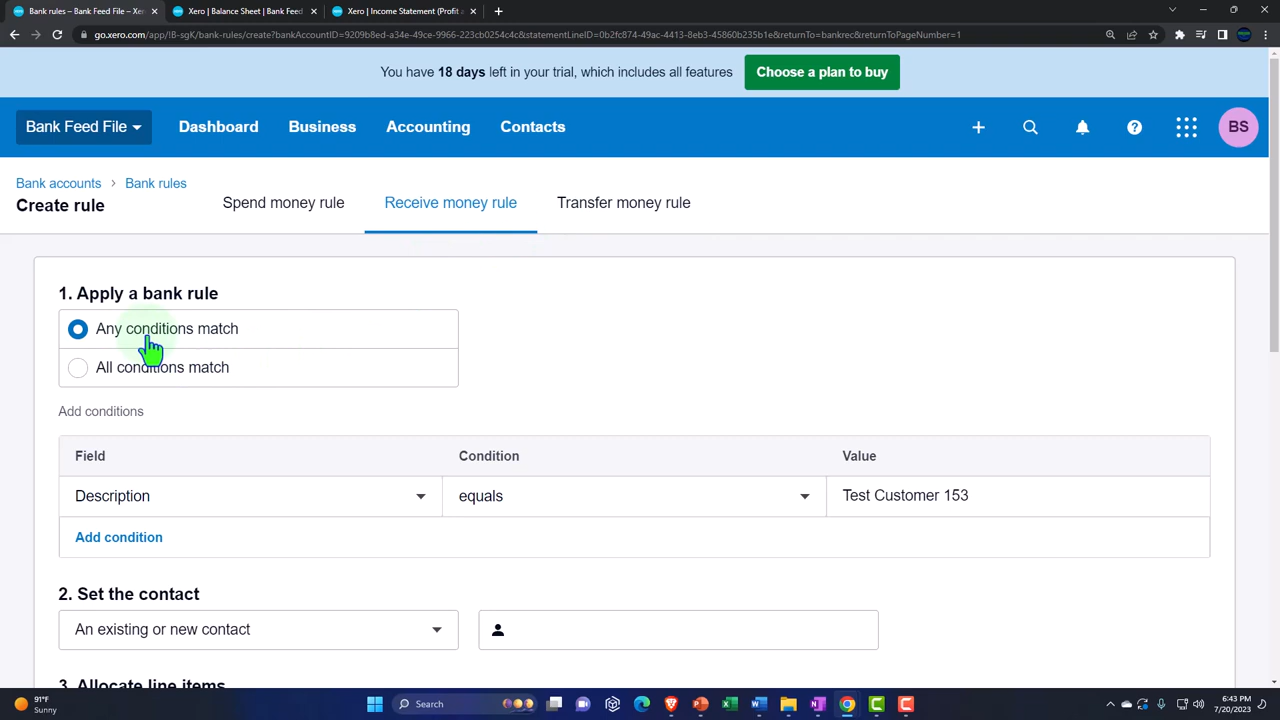 Bank rules – Xero
Xero | Balance Sheet | Bank Feed
Xero | Income Statement (Profit a
go.xero.com/app/!B-sgK/bank-rules/create?bankAccountID=9209b8ed-a34e-49ce-9966-223cb0254c4c&statementLineID=0b2fc874-49ac-4413-8eb3-45860b235b1e&returnTo=bankrec&returnToPageNumber=1
You have 18 days left in your trial, which includes all features
Choose a plan to buy
Bank Feed File
Dashboard
Business
Accounting
Contacts
BS
Bank accounts > Bank rules
Create rule
Spend money rule
Receive money rule
Transfer money rule
1. Apply a bank rule
Any conditions match
All conditions match
Add conditions
Field Condition Value
Description equals Test Customer 153
Add condition
2. Set the contact
An existing or new contact
3. Allocate line items
91°F
Sunny
Search
6:43 PM
7/20/2023